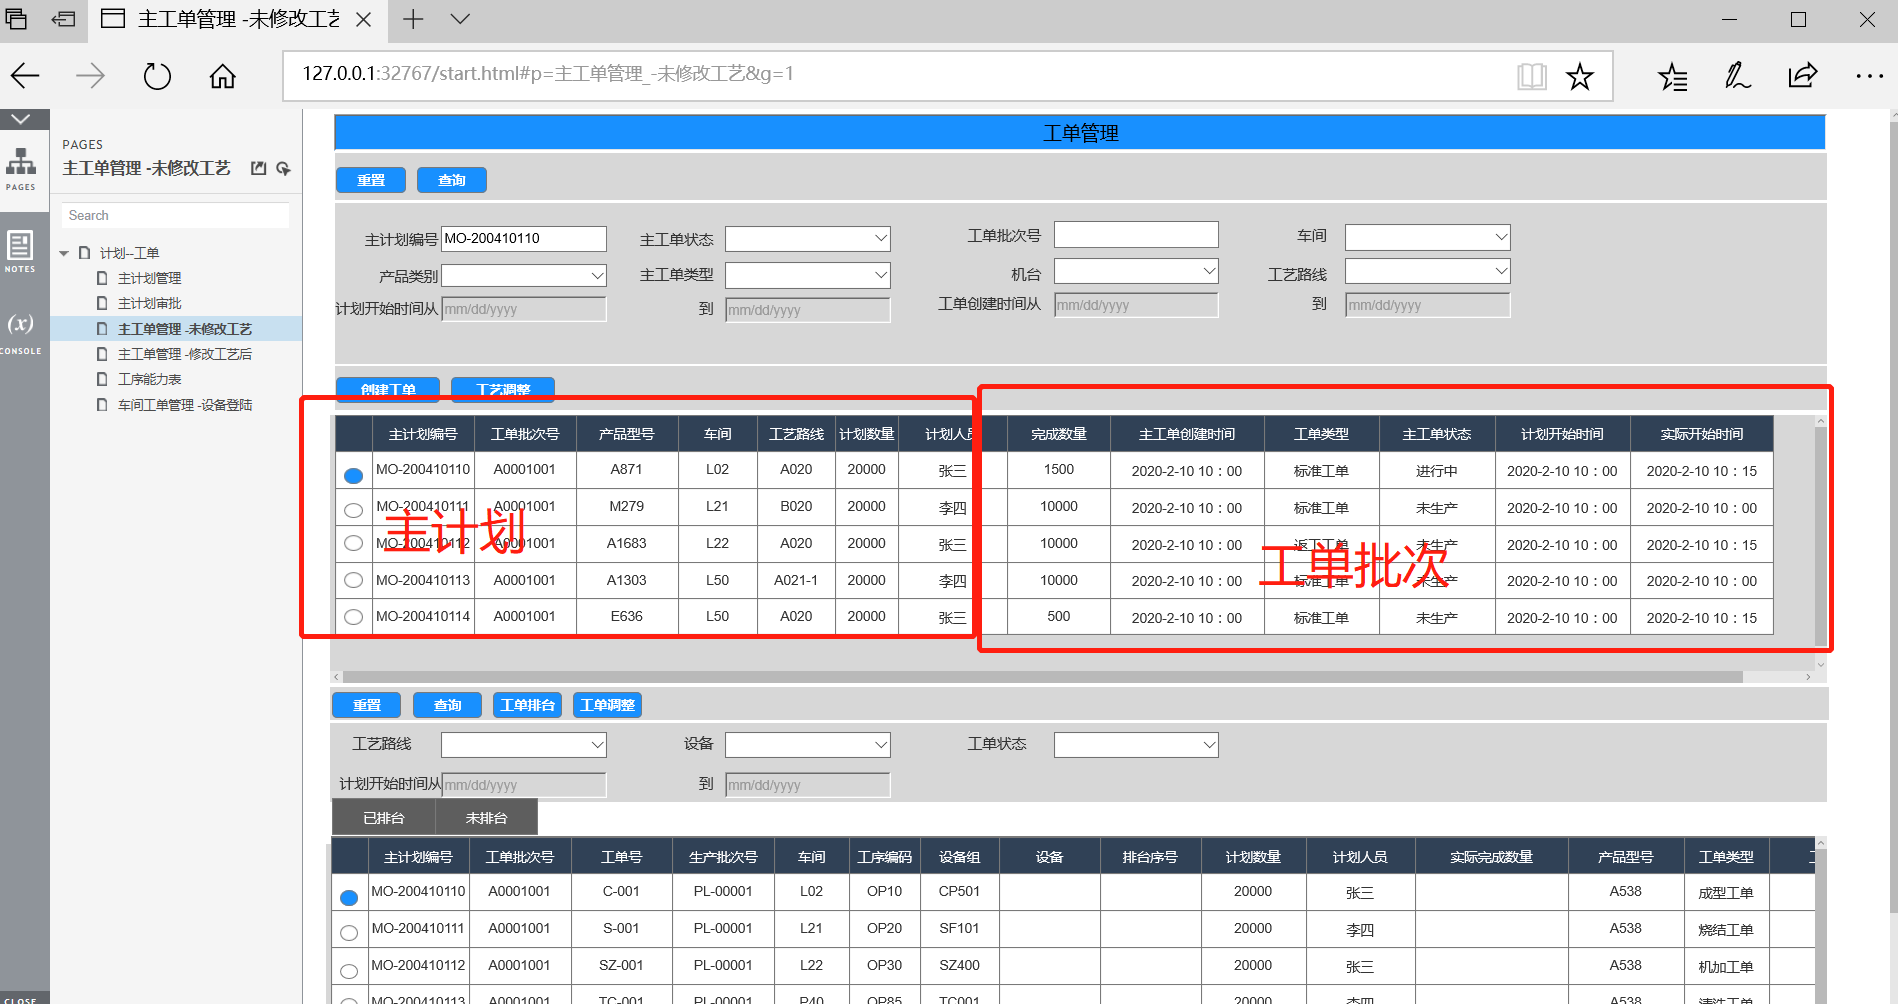 主工单管理 -未修改工艺
127.0.0.1:32767/start.html#p=主工单管理_-未修改工艺&g=1
PAGES
NOTES
(x)
CONSOLE
CLOSE
PAGES
主工单管理 -未修改工艺
Search
计划--工单
主计划管理
主计划审批
主工单管理 -未修改工艺
主工单管理 -修改工艺后
工序能力表
车间工单管理 -设备登陆
工单管理
重置 查询
主计划编号 MO-200410110 主工单状态 工单批次号 车间
产品类别 主工单类型 机台 工艺路线
计划开始时间从 mm/dd/yyyy 到 mm/dd/yyyy 工单创建时间从 mm/dd/yyyy 到 mm/dd/yyyy
创建工单 工艺调整
主计划编号 工单批次号 产品型号 车间 工艺路线 计划数量 计划人员 完成数量 主工单创建时间 工单类型 主工单状态 计划开始时间 实际开始时间
MO-200410110 A0001001 A871 L02 A020 20000 张三 1500 2020-2-10 10：00 标准工单 进行中 2020-2-10 10：00 2020-2-10 10：15
MO-200410111 A0001001 M279 L21 B020 20000 李四 10000 2020-2-10 10：00 标准工单 未生产 2020-2-10 10：00 2020-2-10 10：00
MO-200410112 A0001001 A1683 L22 A020 20000 张三 10000 2020-2-10 10：00 返工工单 未生产 2020-2-10 10：00 2020-2-10 10：15
MO-200410113 A0001001 A1303 L50 A021-1 20000 李四 10000 2020-2-10 10：00 标准工单 未生产 2020-2-10 10：00 2020-2-10 10：00
MO-200410114 A0001001 E636 L50 A020 20000 张三 500 2020-2-10 10：00 标准工单 未生产 2020-2-10 10：00 2020-2-10 10：15
主计划
工单批次
重置 查询 工单排台 工单调整
工艺路线 设备 工单状态
计划开始时间从 mm/dd/yyyy 到 mm/dd/yyyy
已排台 未排台
主计划编号 工单批次号 工单号 生产批次号 车间 工序编码 设备组 设备 排台序号 计划数量 计划人员 实际完成数量 产品型号 工单类型
MO-200410110 A0001001 C-001 PL-00001 L02 OP10 CP501 20000 张三 A538 成型工单
MO-200410111 A0001001 S-001 PL-00001 L21 OP20 SF101 20000 李四 A538 烧结工单
MO-200410112 A0001001 SZ-001 PL-00001 L22 OP30 SZ400 20000 张三 A538 机加工单
MO-200410113 A0001001 TC-001 PL-00001 P40 OP85 TC001 20000 李四 A538 清洗工单